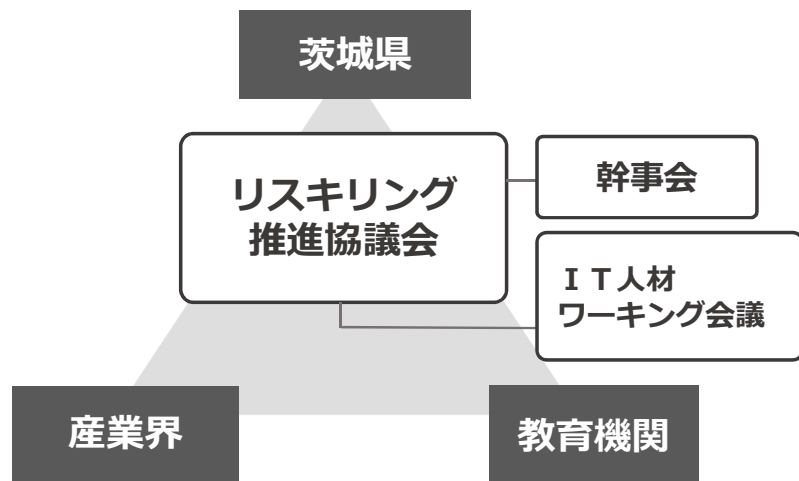 茨城県
リスキリング
推進協議会
幹事会
ＩＴ人材
ワーキング会議
産業界
教育機関